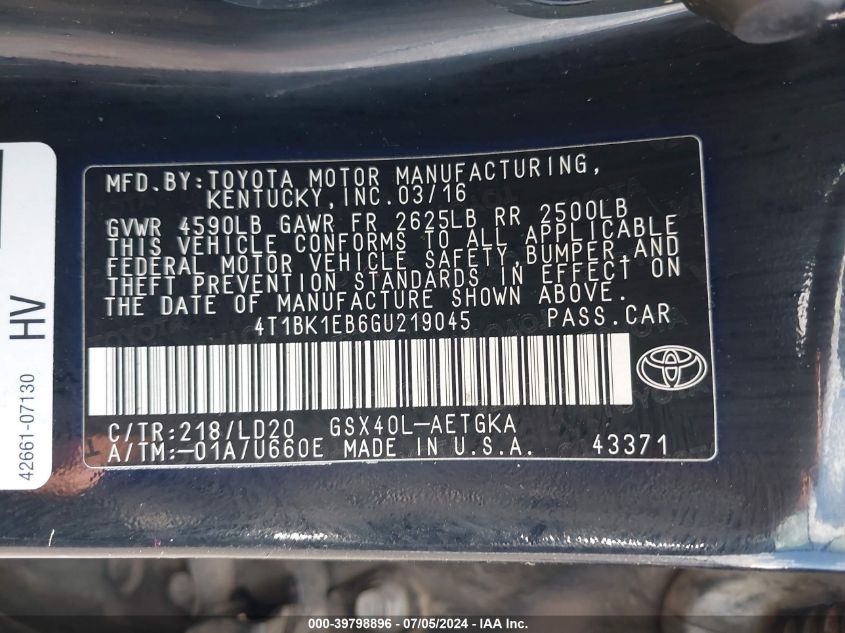 MFD.BY:TOYOTA MOTOR MANUFACTURING,
KENTUCKY,INC.03/16
GVWR 4590LB GAWR FR 2625LB RR 2500LB
THIS VEHICLE CONFORMS TO ALL APPLICABLE
FEDERAL MOTOR VEHICLE SAFETY,BUMPER,AND
THEFT PREVENTION STANDARDS IN EFFECT ON
THE DATE OF MANUFACTURE SHOWN ABOVE.
4T1BK1EB6GU219045 PASS.CAR
C/TR:218/LD20 GSX40L-AETGKA
A/TM:-01A/U660E MADE IN U.S.A. 43371
42661-07130
HV
000-39798896 - 07/05/2024 - IAAI.com